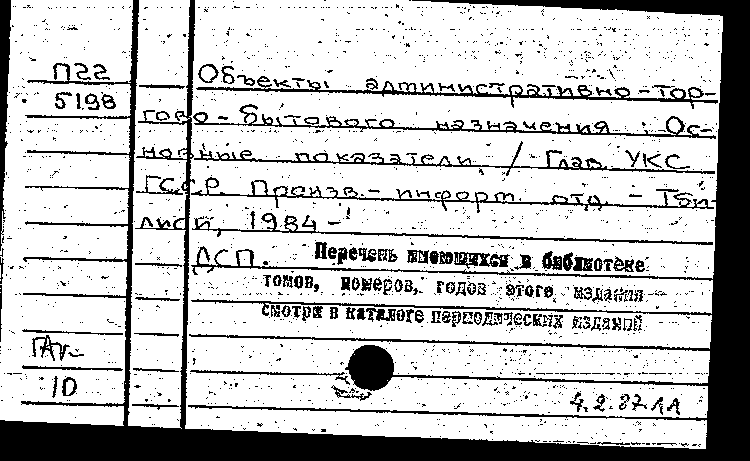 П22
5198
Объекты административно-тор-
гово-бытового назначения : Ос-
новные показатели / Глав. УКС
ГССР. Произв.-информ. отд. - Тби-
лиси, 1984 -
ДСП.
Перечень имеющихся в библиотеке
томов, номеров, годов этого издания
смотри в каталоге периодических изданий
10
4.2.87